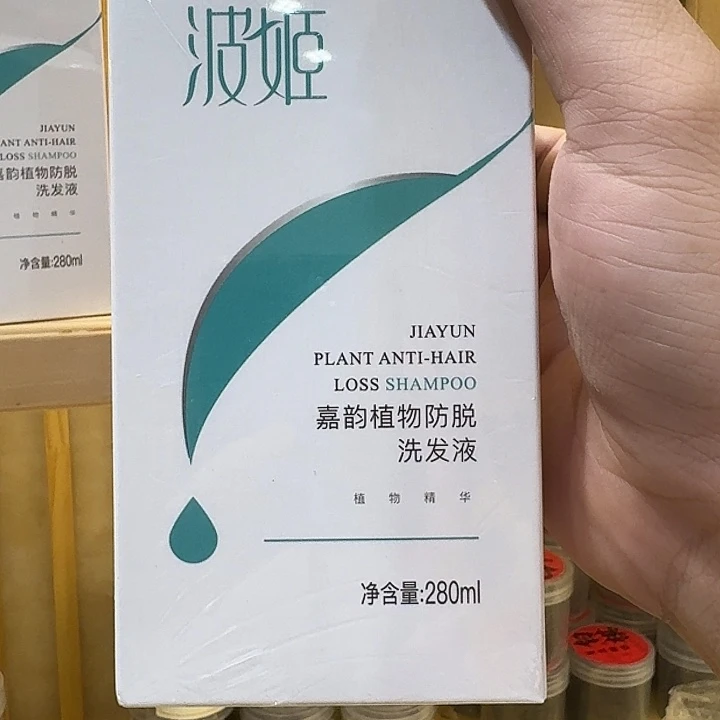 波姬
JIAYUN
PLANT ANTI-HAIR
LOSS SHAMPOO
嘉韵植物防脱
洗发液
植物精华
净含量:280ml
JIAYUN
ANT ANTI-HAIR
LOSS SHAMPOO
嘉韵植物防脱
洗发液
植物精华
净含量:280ml